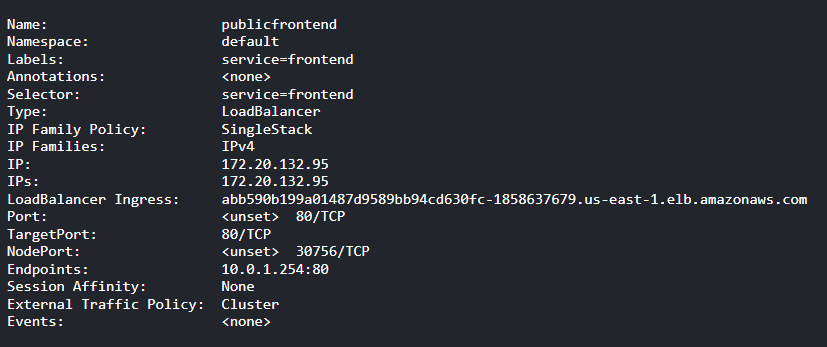 Name: publicfrontend
Namespace: default
Labels: service=frontend
Annotations: <none>
Selector: service=frontend
Type: LoadBalancer
IP Family Policy: SingleStack
IP Families: IPv4
IP: 172.20.132.95
IPs: 172.20.132.95
LoadBalancer Ingress: abb590b199a01487d9589bb94cd630fc-1858637679.us-east-1.elb.amazonaws.com
Port: <unset> 80/TCP
TargetPort: 80/TCP
NodePort: <unset> 30756/TCP
Endpoints: 10.0.1.254:80
Session Affinity: None
External Traffic Policy: Cluster
Events: <none>